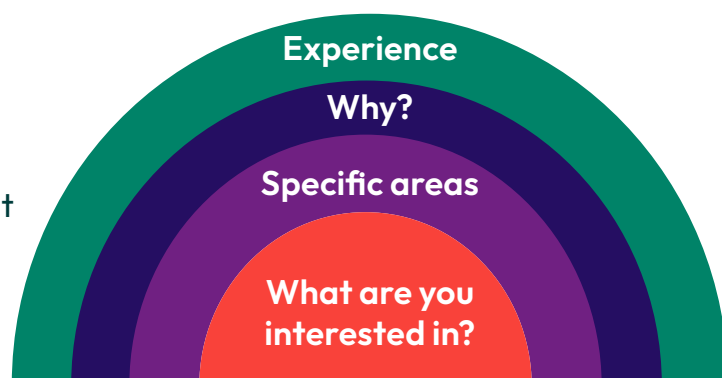 Experience
Why?
Specific areas
t
What are you
interested in?